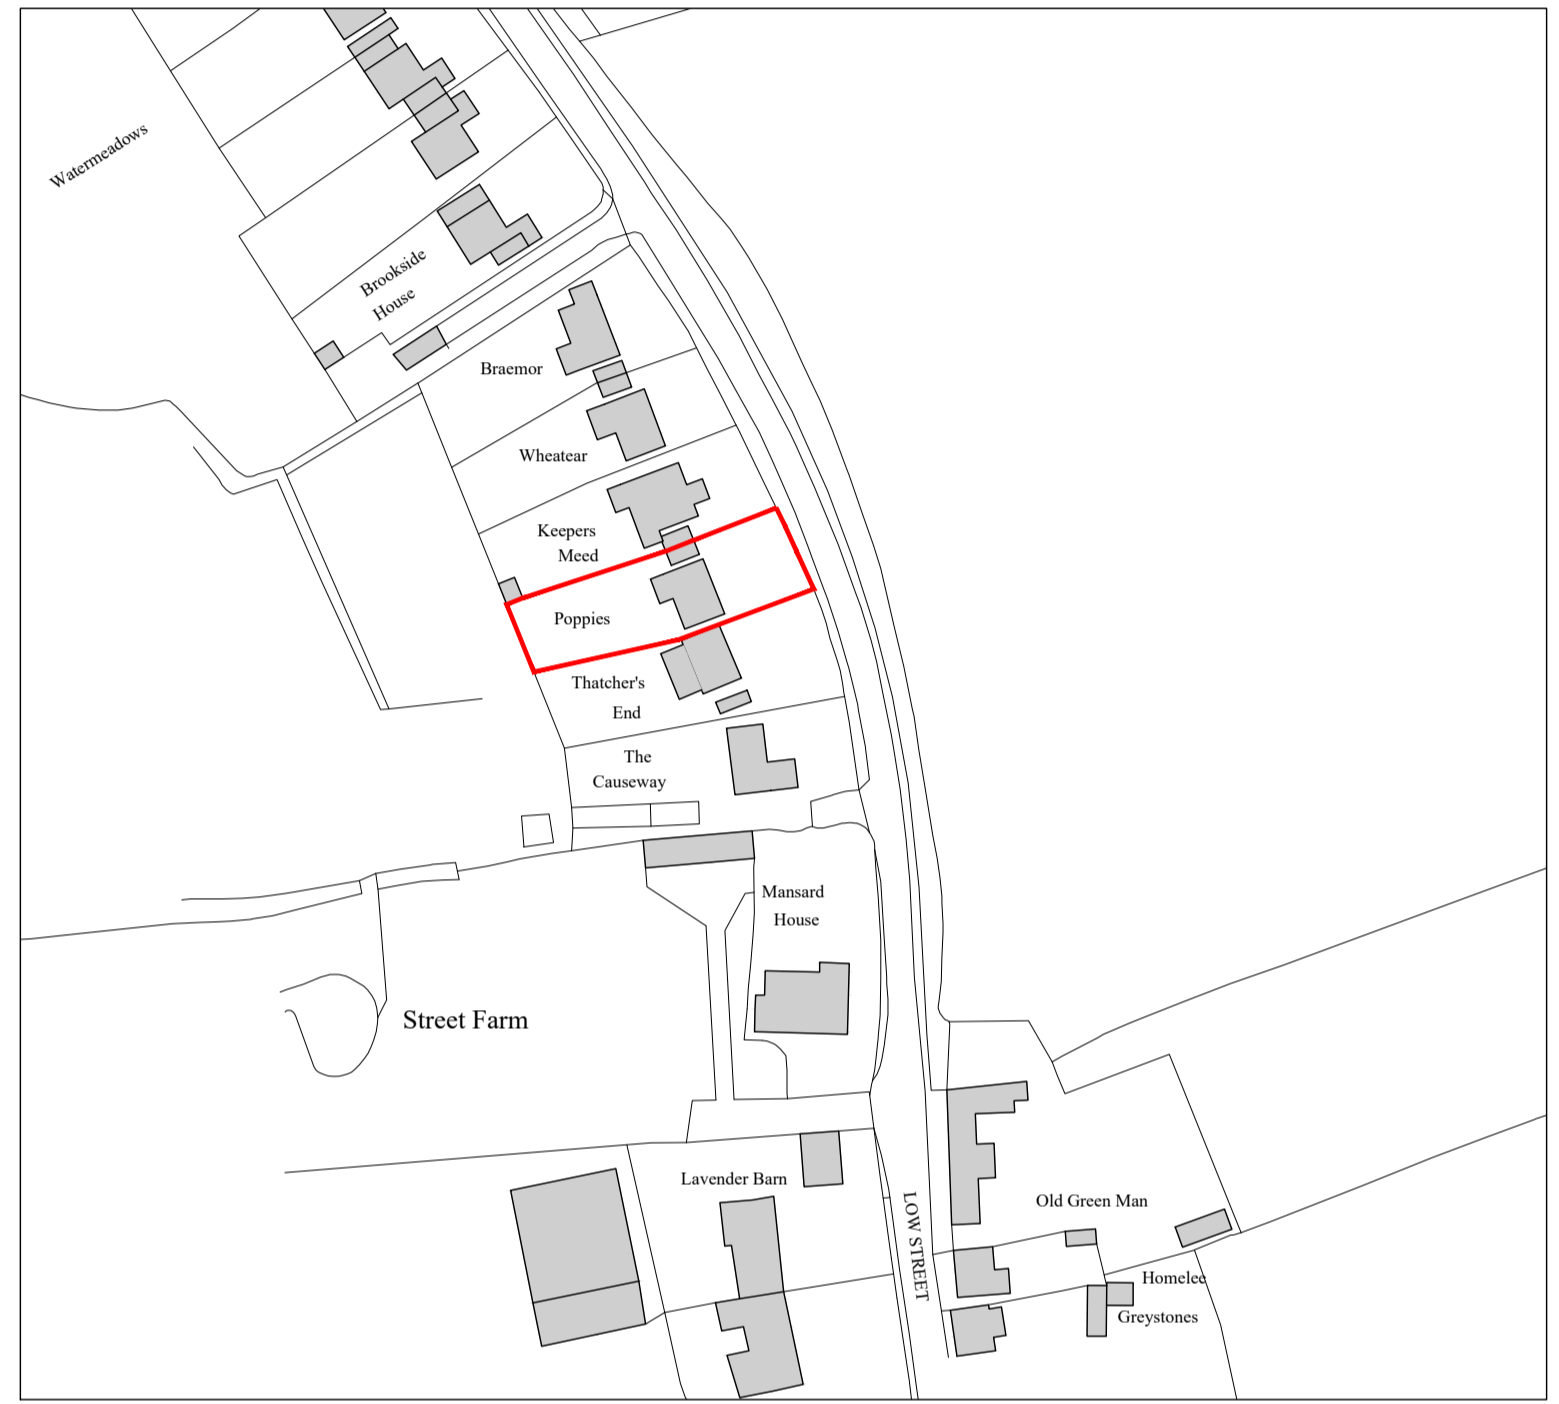 Watermeadows
Brookside
House
Braemor
Wheatear
Keepers
Meed
Poppies
Thatcher's
End
The
Causeway
Mansard
House
Street Farm
Lavender Barn
LOW STREET
Old Green Man
Homelee
Greystones